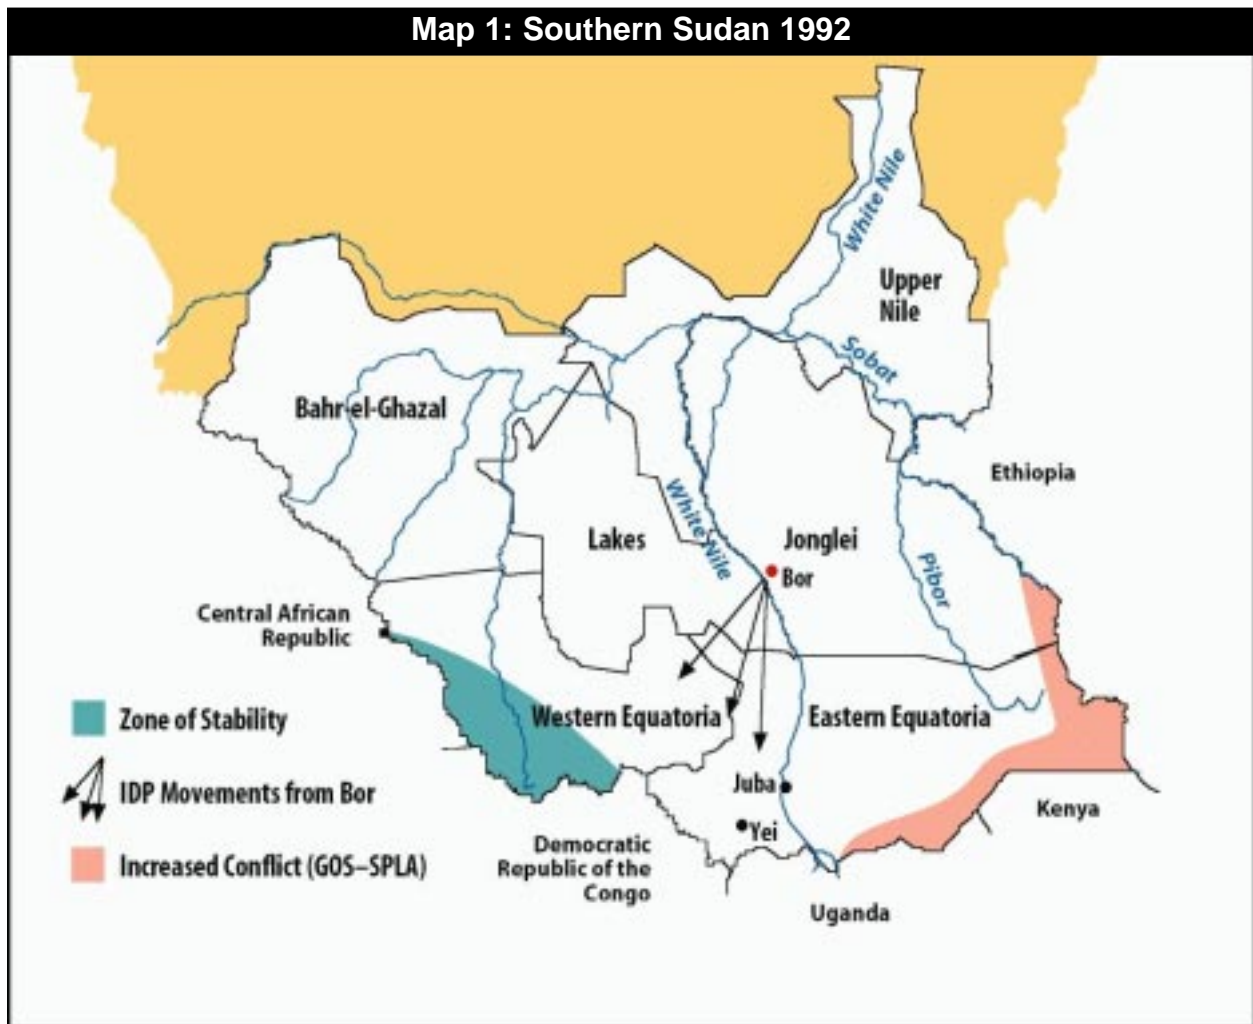 Map 1: Southern Sudan 1992
White Nile
Upper
Nile
Sobat
Bahr-el-Ghazal
Ethiopia
White Nile
Lakes
Jonglei
Bor
Pibor
Central African
Republic
Zone of Stability
Western Equatoria
Eastern Equatoria
IDP Movements from Bor
Juba
Kenya
Yei
Democratic
Republic of the
Congo
Increased Conflict (GOS–SPLA)
Uganda